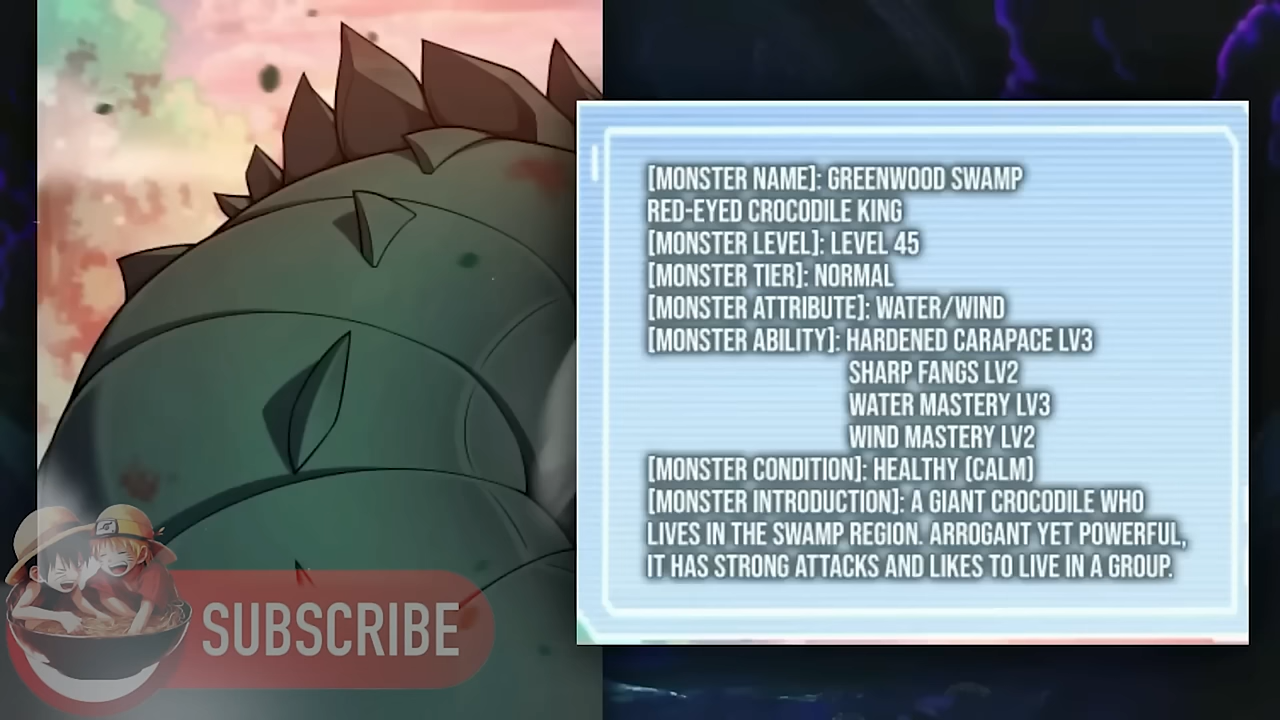 [MONSTER NAME]: GREENWOOD SWAMP
RED-EYED CROCODILE KING
[MONSTER LEVEL]: LEVEL 45
[MONSTER TIER]: NORMAL
[MONSTER ATTRIBUTE]: WATER/WIND
[MONSTER ABILITY]: HARDENED CARAPACE LV3
SHARP FANGS LV2
WATER MASTERY LV3
WIND MASTERY LV2
[MONSTER CONDITION]: HEALTHY (CALM)
[MONSTER INTRODUCTION]: A GIANT CROCODILE WHO
LIVES IN THE SWAMP REGION. ARROGANT YET POWERFUL,
IT HAS STRONG ATTACKS AND LIKES TO LIVE IN A GROUP.
SUBSCRIBE